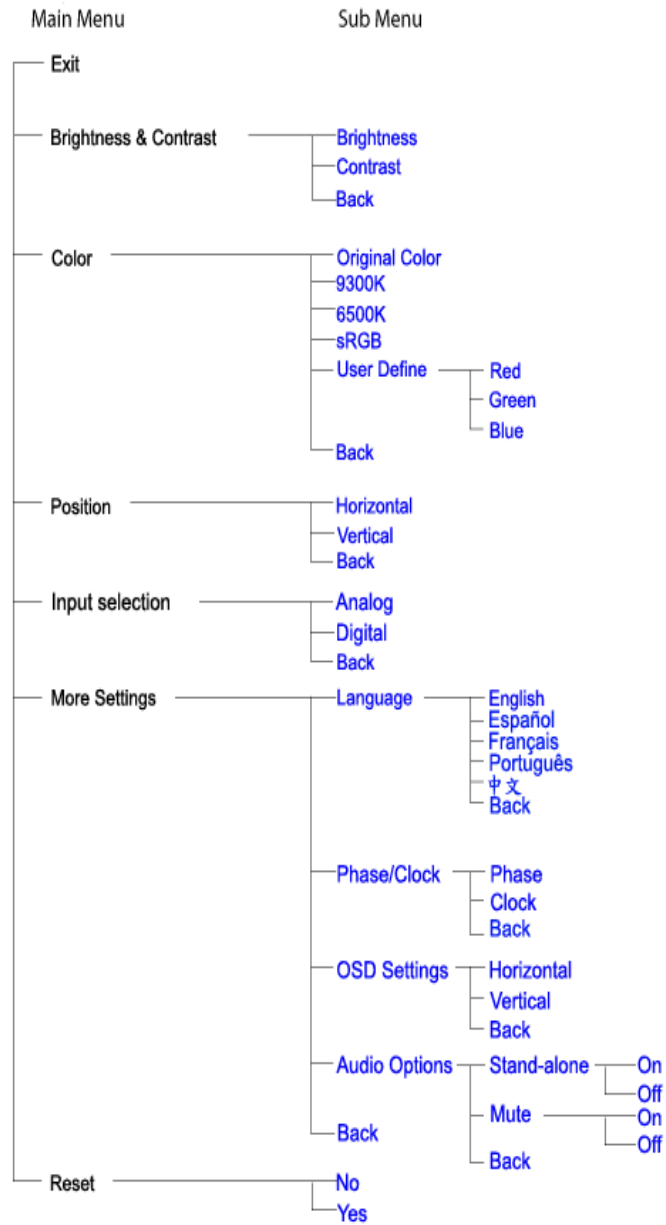 Main Menu Sub Menu
Exit
Brightness & Contrast Brightness
Contrast
Back
Color Original Color
9300K
6500K
sRGB
User Define Red
Green
Blue
Back
Position Horizontal
Vertical
Back
Input selection Analog
Digital
Back
More Settings Language English
Español
Français
Português
中文
Back
Phase/Clock Phase
Clock
Back
OSD Settings Horizontal
Vertical
Back
Audio Options Stand-alone On
Off
Mute On
Off
Back Back
Reset No
Yes